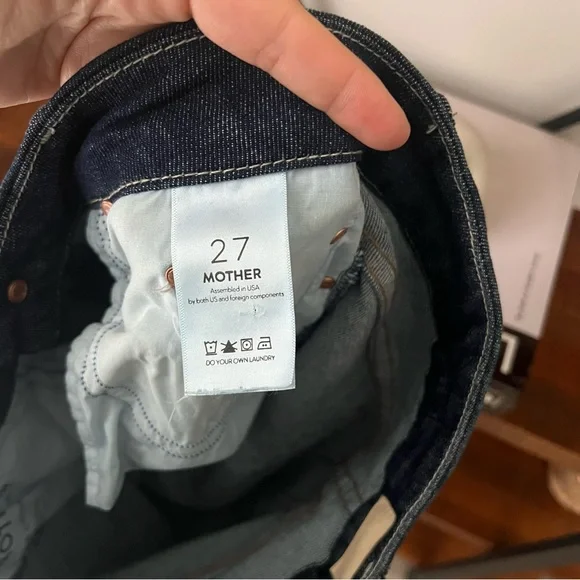 27
MOTHER
Assembled in USA
by both US and foreign components
DO YOUR OWN LAUNDRY